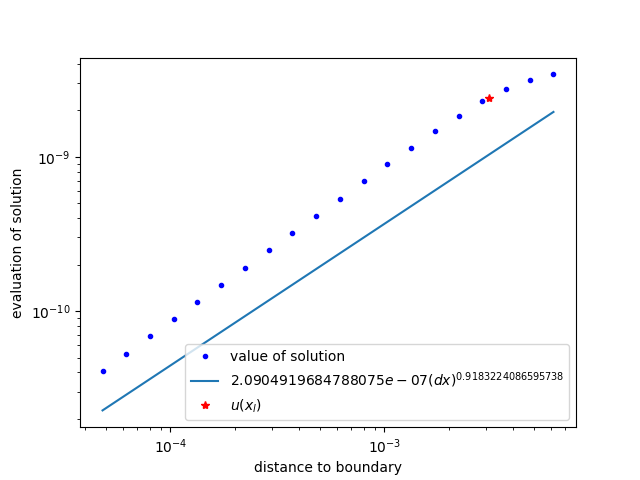 10^{-9}
10^{-10}
evaluation of solution
value of solution
2.0904919684788075e − 07(dx)^{0.9183224086595738}
u(x_I)
10^{-4}
10^{-3}
distance to boundary